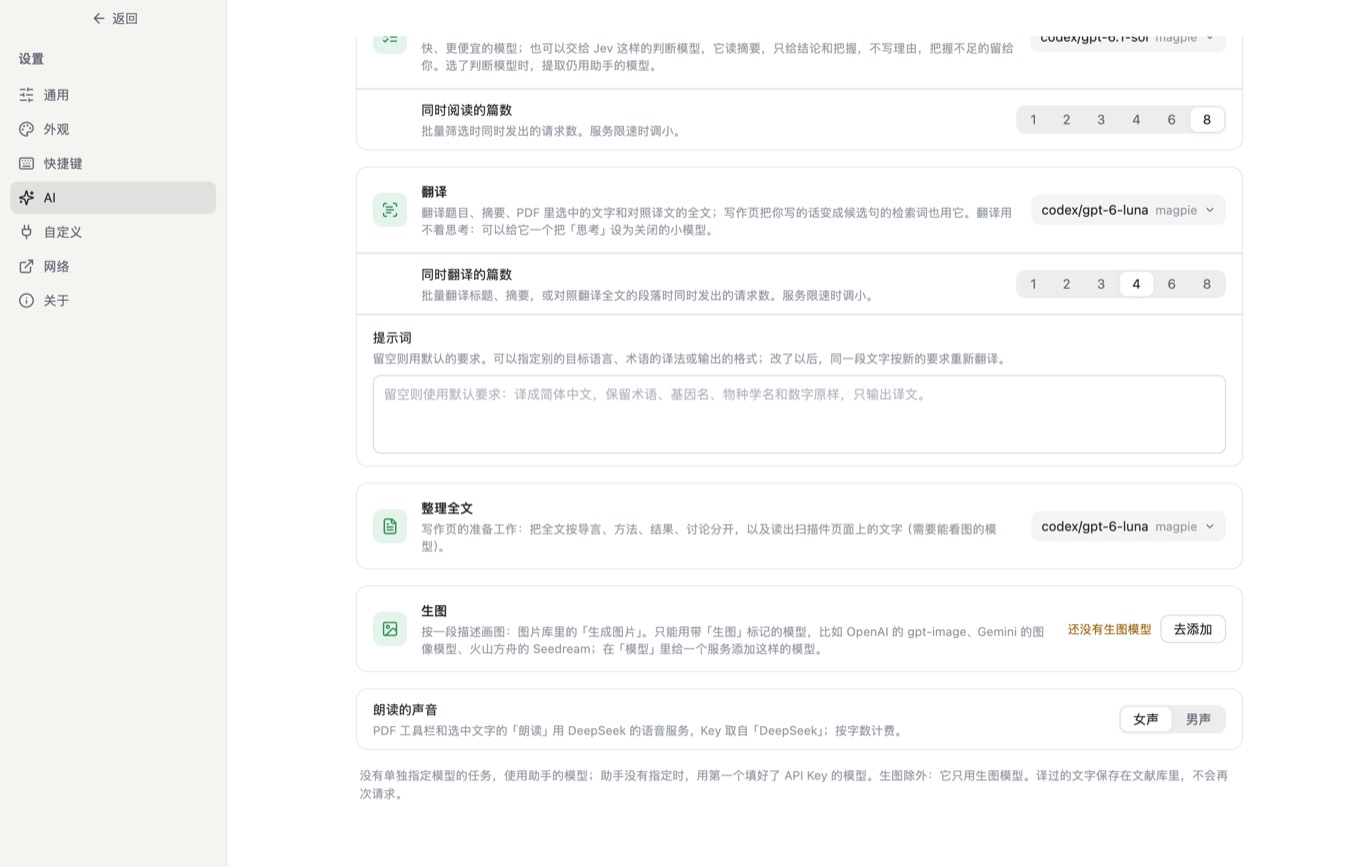 返回
设置
通用
外观
快捷键
AI
自定义
网络
关于
codex/gpt-6.1-sol magpie
快、更便宜的模型；也可以交给 Jev 这样的判断模型，它读摘要，只给结论和把握，不写理由，把握不足的留给
你。选了判断模型时，提取仍用助手的模型。
同时阅读的篇数
批量筛选时同时发出的请求数。服务限速时调小。
1 2 3 4 6 8
翻译
翻译题目、摘要、PDF 里选中的文字和对照译文的全文；写作页把你写的话变成候选句的检索词也用它。翻译用
不着思考：可以给它一个把「思考」设为关闭的小模型。
codex/gpt-6-luna magpie
同时翻译的篇数
批量翻译标题、摘要，或对照翻译全文的段落时同时发出的请求数。服务限速时调小。
1 2 3 4 6 8
提示词
留空则用默认的要求。可以指定别的目标语言、术语的译法或输出的格式；改了以后，同一段文字按新的要求重新翻译。
留空则使用默认要求：译成简体中文，保留术语、基因名、物种学名和数字原样，只输出译文。
整理全文
写作页的准备工作：把全文按导言、方法、结果、讨论分开，以及读出扫描件页面上的文字（需要能看图的模
型）。
codex/gpt-6-luna magpie
生图
按一段描述画图：图片库里的「生成图片」。只能用带「生图」标记的模型，比如 OpenAI 的 gpt-image、Gemini 的图
像模型、火山方舟的 Seedream；在「模型」里给一个服务添加这样的模型。
还没有生图模型 去添加
朗读的声音
PDF 工具栏和选中文字的「朗读」用 DeepSeek 的语音服务，Key 取自「DeepSeek」；按字数计费。
女声 男声
没有单独指定模型的任务，使用助手的模型；助手没有指定时，用第一个填好了 API Key 的模型。生图除外：它只用生图模型。译过的文字保存在文献库里，不会再
次请求。